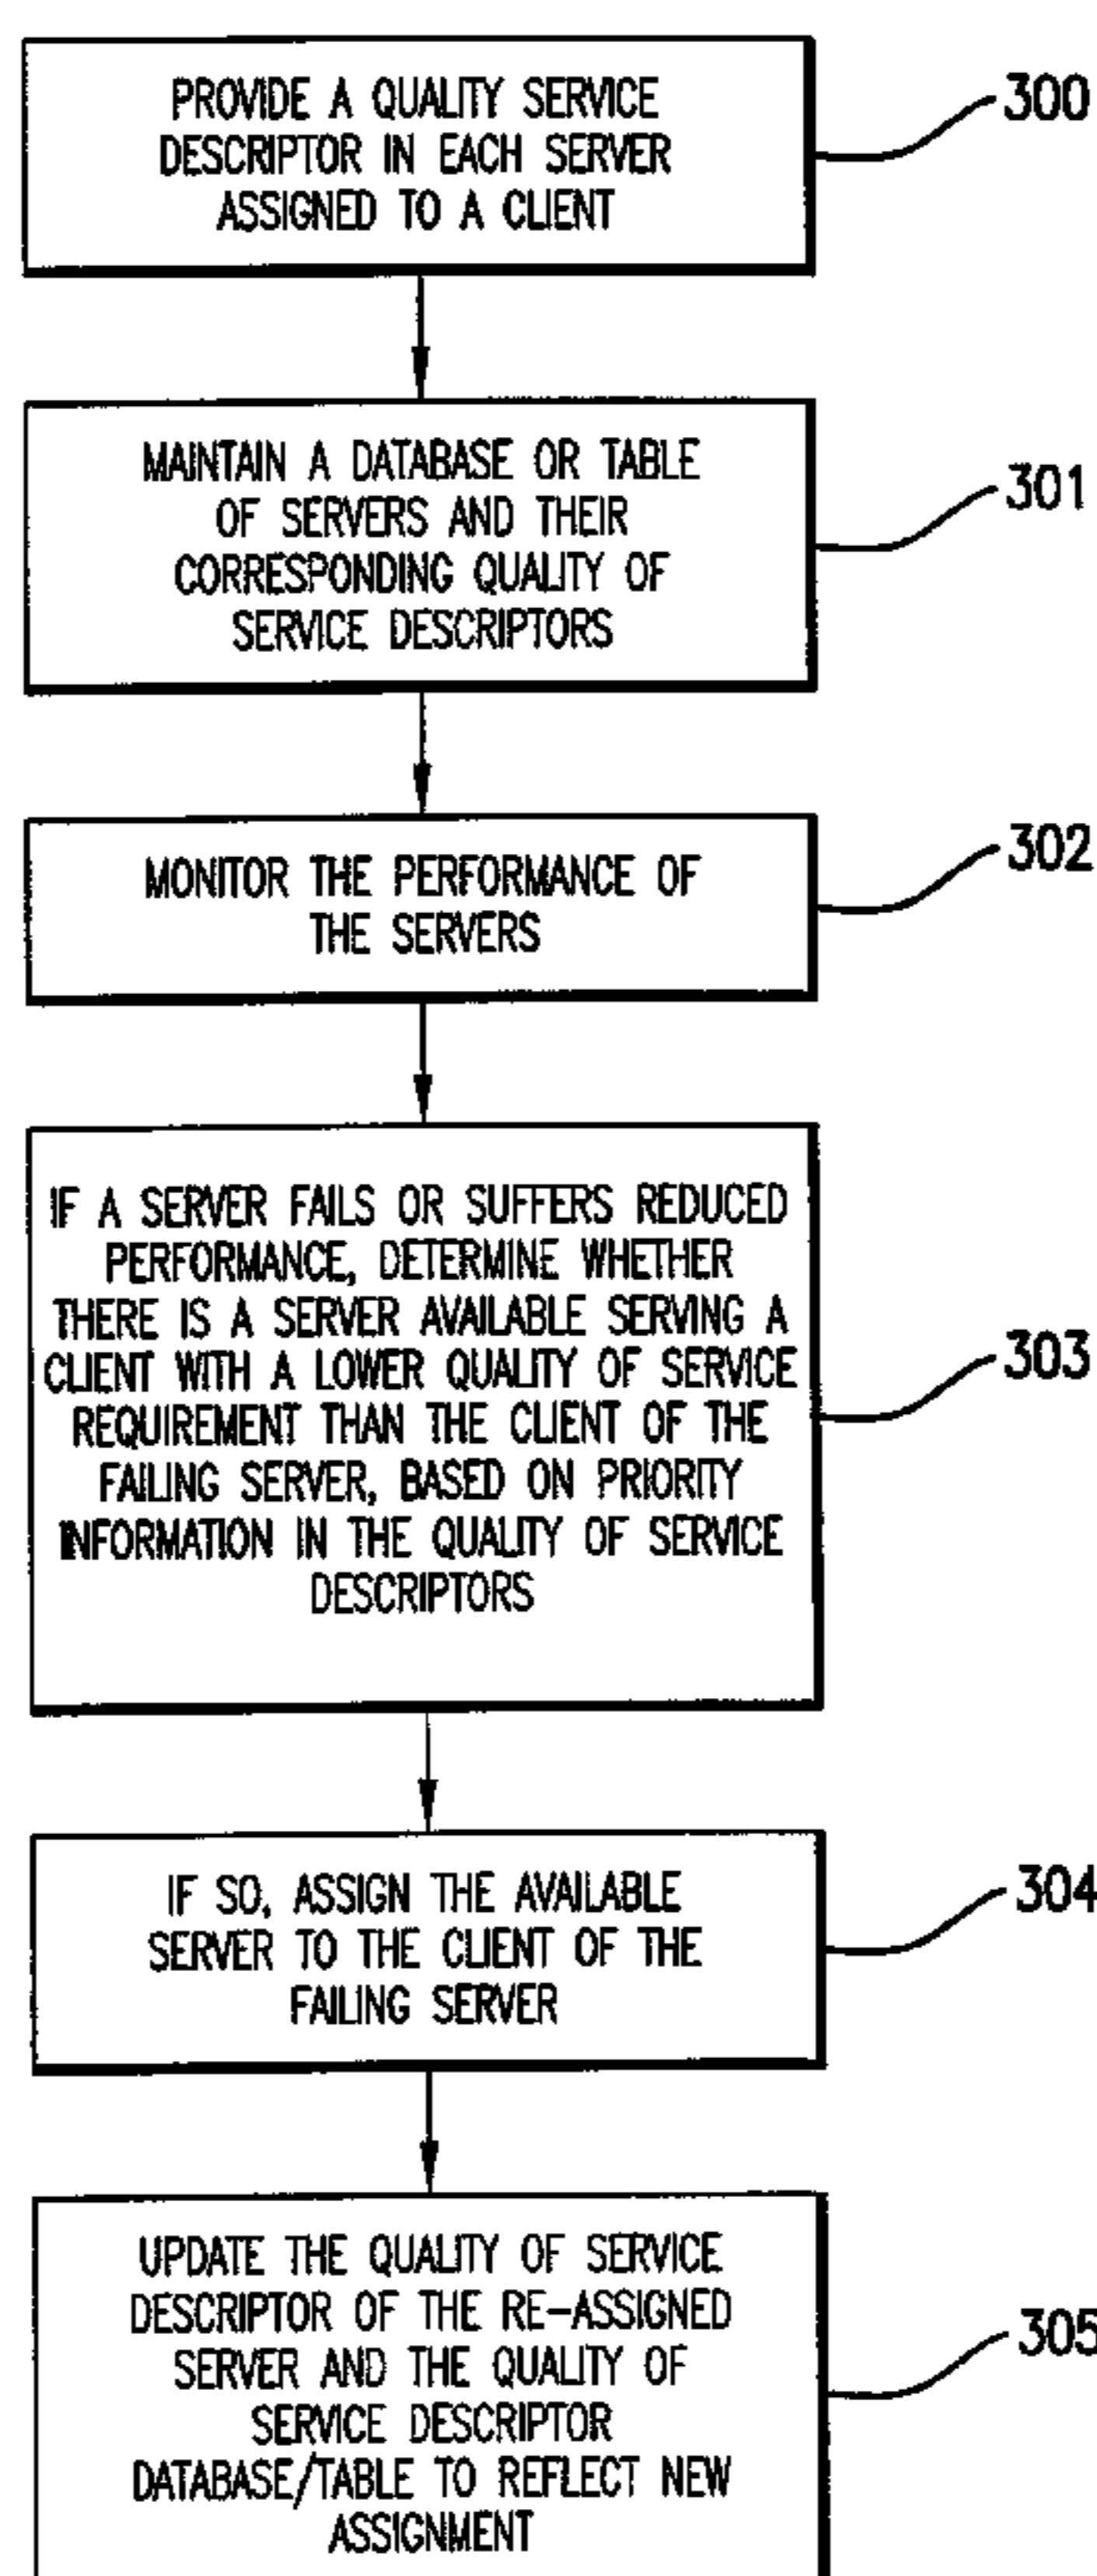 PROVIDE A QUALITY SERVICE
DESCRIPTOR IN EACH SERVER
ASSIGNED TO A CLIENT
300
MAINTAIN A DATABASE OR TABLE
OF SERVERS AND THEIR
CORRESPONDING QUALITY OF
SERVICE DESCRIPTORS
301
MONITOR THE PERFORMANCE OF
THE SERVERS
302
IF A SERVER FAILS OR SUFFERS REDUCED
PERFORMANCE, DETERMINE WHETHER
THERE IS A SERVER AVAILABLE SERVING A
CLIENT WITH A LOWER QUALITY OF SERVICE
REQUIREMENT THAN THE CLIENT OF THE
FAILING SERVER, BASED ON PRIORITY
INFORMATION IN THE QUALITY OF SERVICE
DESCRIPTORS
303
IF SO, ASSIGN THE AVAILABLE
SERVER TO THE CLIENT OF THE
FAILING SERVER
304
UPDATE THE QUALITY OF SERVICE
DESCRIPTOR OF THE RE-ASSIGNED
SERVER AND THE QUALITY OF
SERVICE DESCRIPTOR
DATABASE/TABLE TO REFLECT NEW
ASSIGNMENT
305